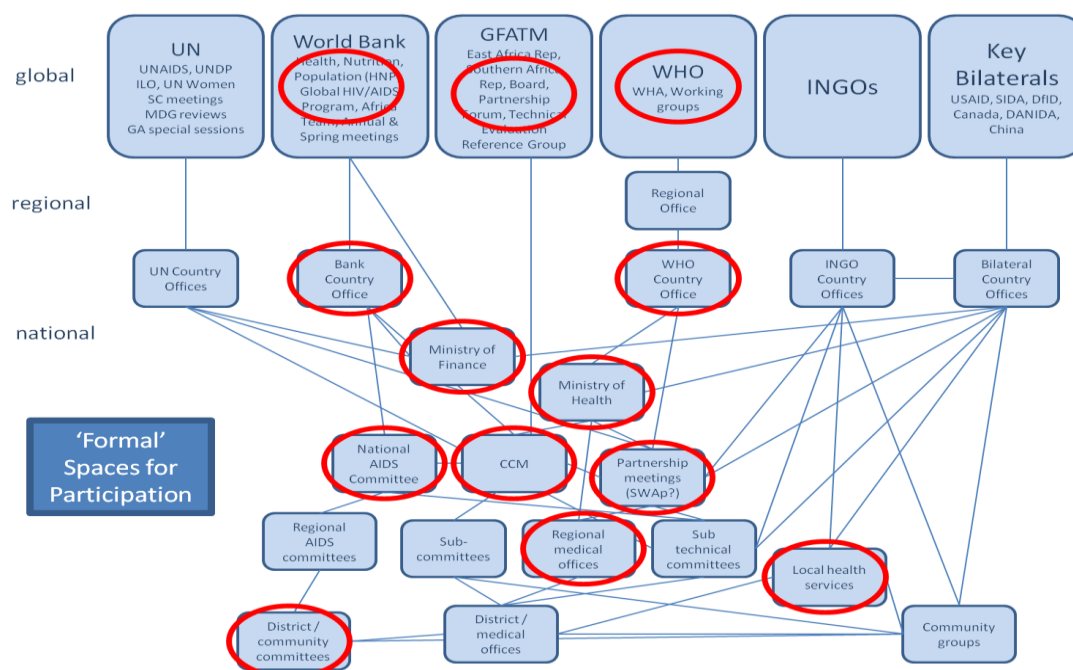 global
UN
UNAIDS, UNDP
ILO, UN Women
SC meetings
MDG reviews
GA special sessions
World Bank
Health, Nutrition,
Population (HNP)
Global HIV/AIDS
Program, Africa
Team, Annual &
Spring meetings
GFATM
East Africa Rep,
Southern Africa
Rep, Board,
Partnership
Forum, Technical
Evaluation
Reference Group
WHO
WHA, Working
groups
INGOs
Key
Bilaterals
USAID, SIDA, DfID,
Canada, DANIDA,
China
regional
Regional
Office
UN Country
Offices
Bank
Country
Office
WHO
Country
Office
INGO
Country
Offices
Bilateral
Country
Offices
national
Ministry of
Finance
Ministry of
Health
'Formal'
Spaces for
Participation
National
AIDS
Committee
CCM
Partnership
meetings
(SWAp?)
Regional
AIDS
committees
Sub-
committees
Regional
medical
offices
Sub
technical
committees
Local health
services
District /
community
committees
District /
medical
offices
Community
groups